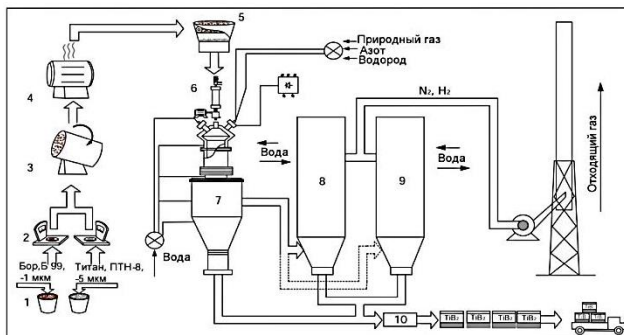 5
Природный газ
Азот
Водород
6
4
N₂, H₂
Вода
Вода
3
8
9
7
Отходящий газ
2
Вода
Бор,Б 99,
-1 мкм
Титан, ПТН-8,
-5 мкм
1
10
TiB₂
TiB₂
TiB₂
TiB₂